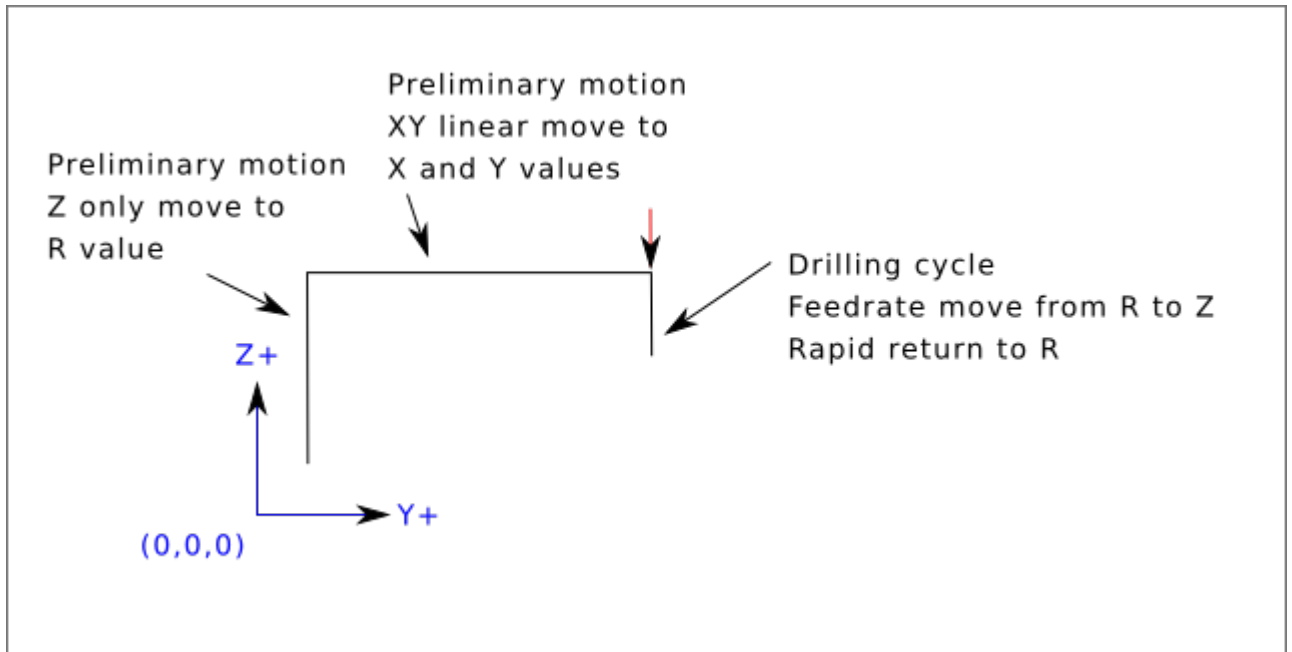 Preliminary motion
XY linear move to
X and Y values
Preliminary motion
Z only move to
R value
Drilling cycle
Feedrate move from R to Z
Rapid return to R
Z+
Y+
(0,0,0)